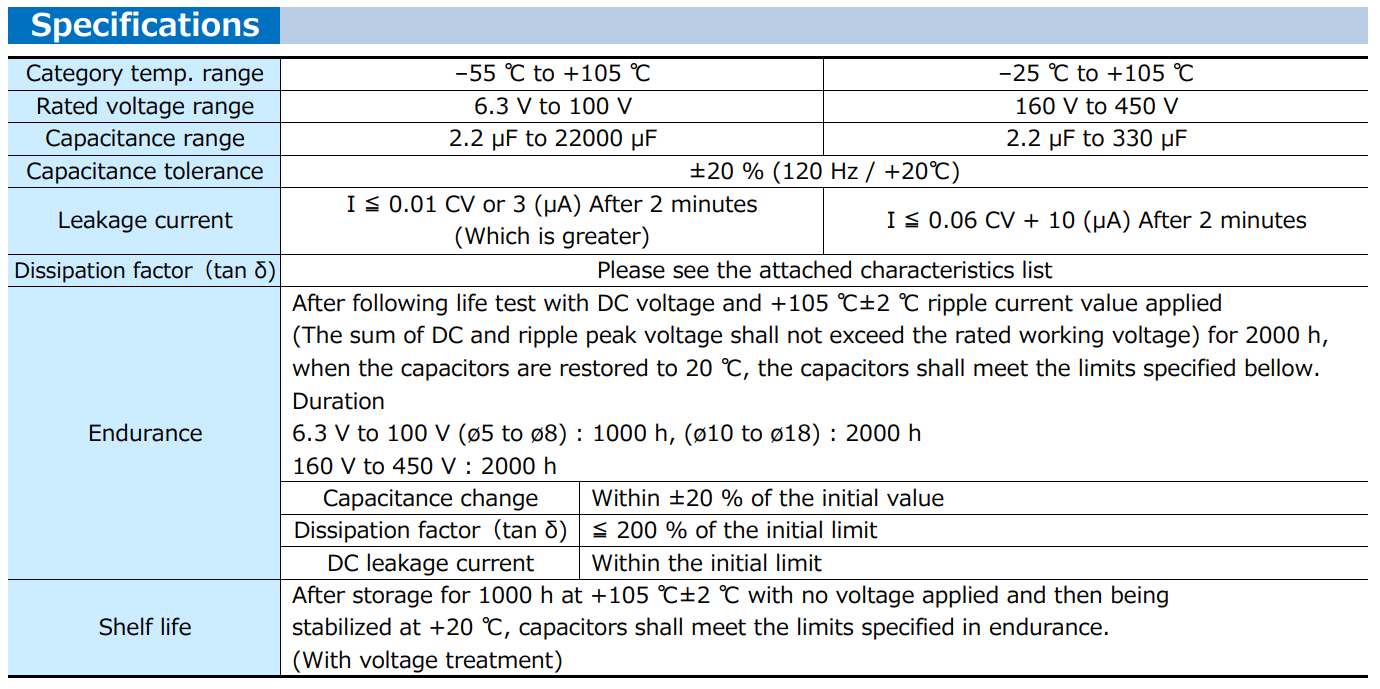 Specifications
Category temp. range –55 ℃ to +105 ℃ –25 ℃ to +105 ℃
Rated voltage range 6.3 V to 100 V 160 V to 450 V
Capacitance range 2.2 µF to 22000 µF 2.2 µF to 330 µF
Capacitance tolerance ±20 % (120 Hz / +20℃)
Leakage current I ≦ 0.01 CV or 3 (µA) After 2 minutes
(Which is greater) I ≦ 0.06 CV + 10 (µA) After 2 minutes
Dissipation factor（tan δ) Please see the attached characteristics list
Endurance
After following life test with DC voltage and +105 ℃±2 ℃ ripple current value applied
(The sum of DC and ripple peak voltage shall not exceed the rated working voltage) for 2000 h,
when the capacitors are restored to 20 ℃, the capacitors shall meet the limits specified bellow.
Duration
6.3 V to 100 V (ø5 to ø8) : 1000 h, (ø10 to ø18) : 2000 h
160 V to 450 V : 2000 h
Capacitance change Within ±20 % of the initial value
Dissipation factor（tan δ) ≦ 200 % of the initial limit
DC leakage current Within the initial limit
Shelf life
After storage for 1000 h at +105 ℃±2 ℃ with no voltage applied and then being
stabilized at +20 ℃, capacitors shall meet the limits specified in endurance.
(With voltage treatment)